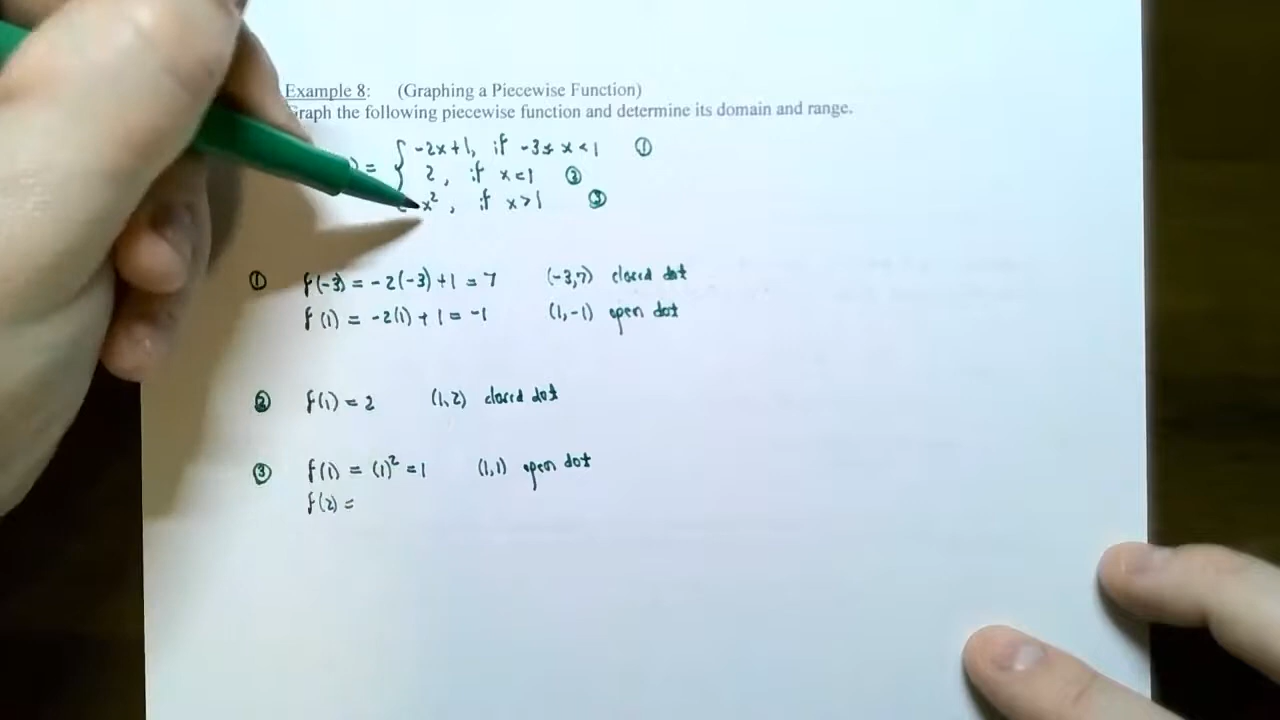 Example 8: (Graphing a Piecewise Function)
Graph the following piecewise function and determine its domain and range.
) = { -2x+1, if -3≤ x < 1 ①
2, if x=1 ②
x², if x>1 ③
① f(-3) = -2(-3)+1 = 7 (-3,7) closed dot
f(1) = -2(1) + 1 = -1 (1,-1) open dot
② f(1) = 2 (1,2) closed dot
③ f(1) = (1)² = 1 (1,1) open dot
f(2) =